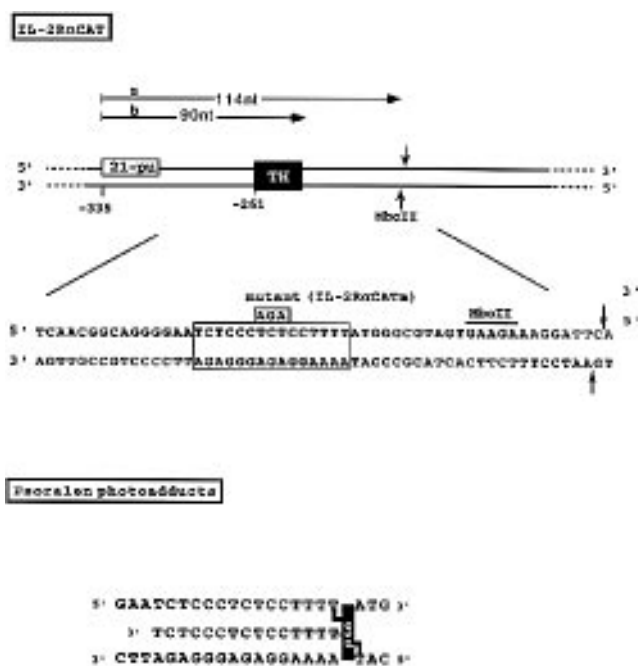 IL-2RαCAT
a 114nt
b 90nt
5' 21-pu TH 3'
3' 5'
-335 -261 MboII
mutant (IL-2RαCATm) 3'
AGA MboII 5'
5' TCAACGGCAGGGGAATCTCCCTCTCCTTTTATGGGCGTAGTGAAGAAAGGATTCA
3' AGTTGCCGTCCCCTTAGAGGGAGAGGAAAATACCCGCATCACTTCTTTCCTAAGT
Psoralen photoadducts
5' GAATCTCCCTCTCCTTTT ATG 3'
3' TCTCCCTCTCCTTTT
3' CTTAGAGGGAGAGGAAAA TAC 5'